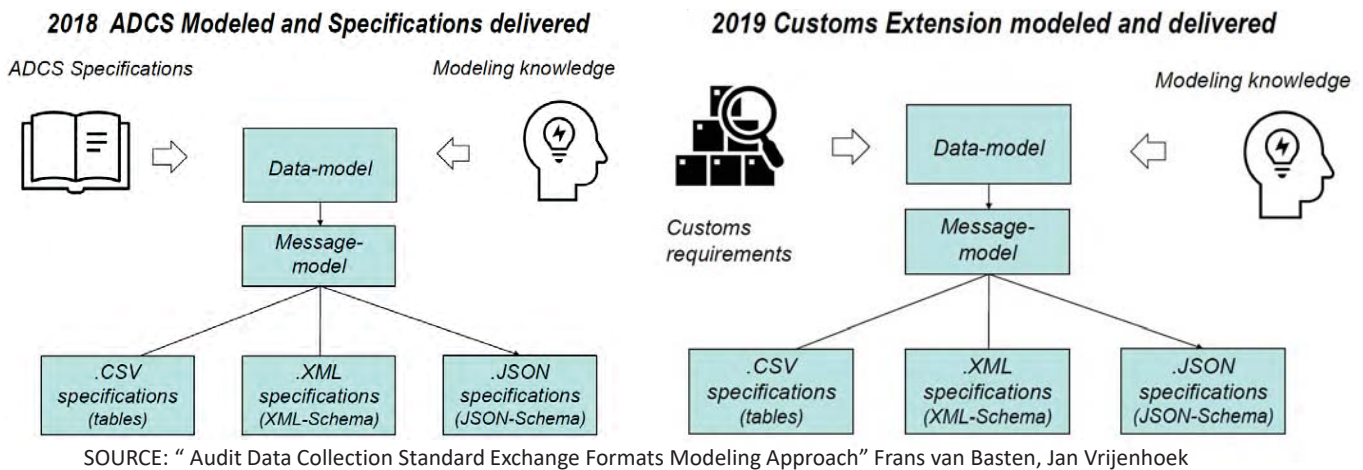 2018 ADCS Modeled and Specifications delivered
ADCS Specifications
Modeling knowledge
Data-model
Message-
model
.CSV
specifications
(tables)
.XML
specifications
(XML-Schema)
.JSON
specifications
(JSON-Schema)
2019 Customs Extension modeled and delivered
Modeling knowledge
Customs
requirements
Data-model
Message-
model
.CSV
specifications
(tables)
.XML
specifications
(XML-Schema)
.JSON
specifications
(JSON-Schema)
SOURCE: “ Audit Data Collection Standard Exchange Formats Modeling Approach” Frans van Basten, Jan Vrijenhoek